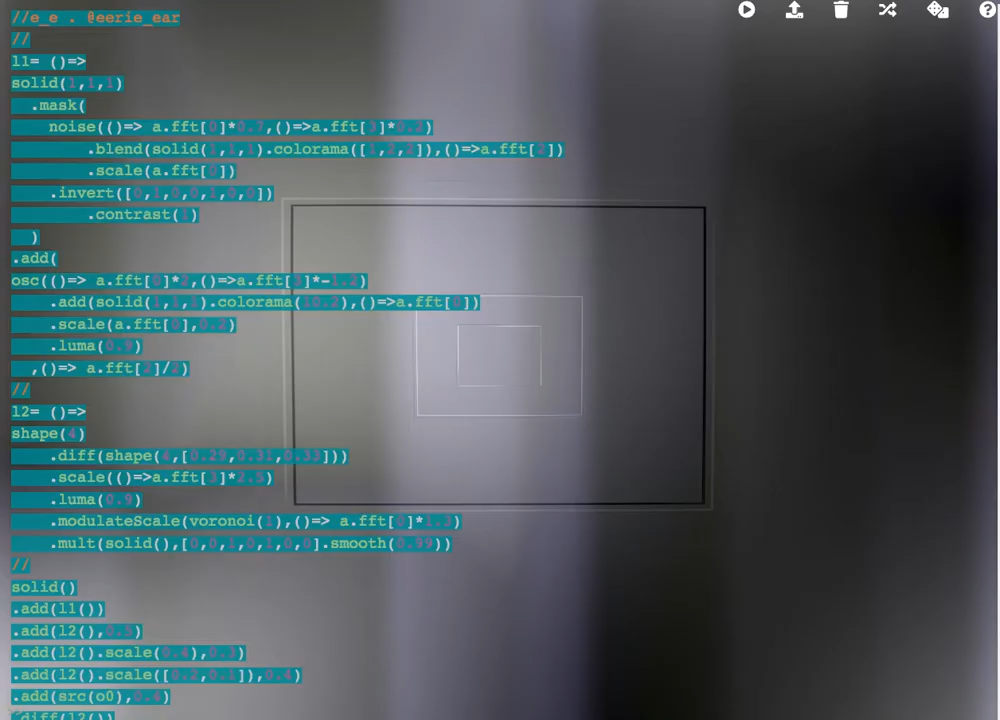 //e_e . @eerie_ear
//
l1= ()=>
solid(1,1,1)
.mask(
noise(()=> a.fft[0]*0.7,()=>a.fft[3]*0.2)
.blend(solid(1,1,1).colorama([1,2,2]),()=>a.fft[2])
.scale(a.fft[0])
.invert([0,1,0,0,1,0,0])
.contrast(1)
)
.add(
osc(()=> a.fft[0]*2,()=>a.fft[3]*-1.2)
.add(solid(1,1,1).colorama(10.2),()=>a.fft[0])
.scale(a.fft[0],0.2)
.luma(0.9)
,()=> a.fft[2]/2)
//
l2= ()=>
shape(4)
.diff(shape(4,[0.29,0.31,0.33]))
.scale(()=>a.fft[3]*2.5)
.luma(0.9)
.modulateScale(voronoi(1),()=> a.fft[0]*1.3)
.mult(solid(),[0,0,1,0,1,0,0].smooth(0.99))
//
solid()
.add(l1())
.add(l2(),0.5)
.add(l2().scale(0.4),0.3)
.add(l2().scale([0.2,0.1]),0.4)
.add(src(o0),0.4)
.diff(l2())